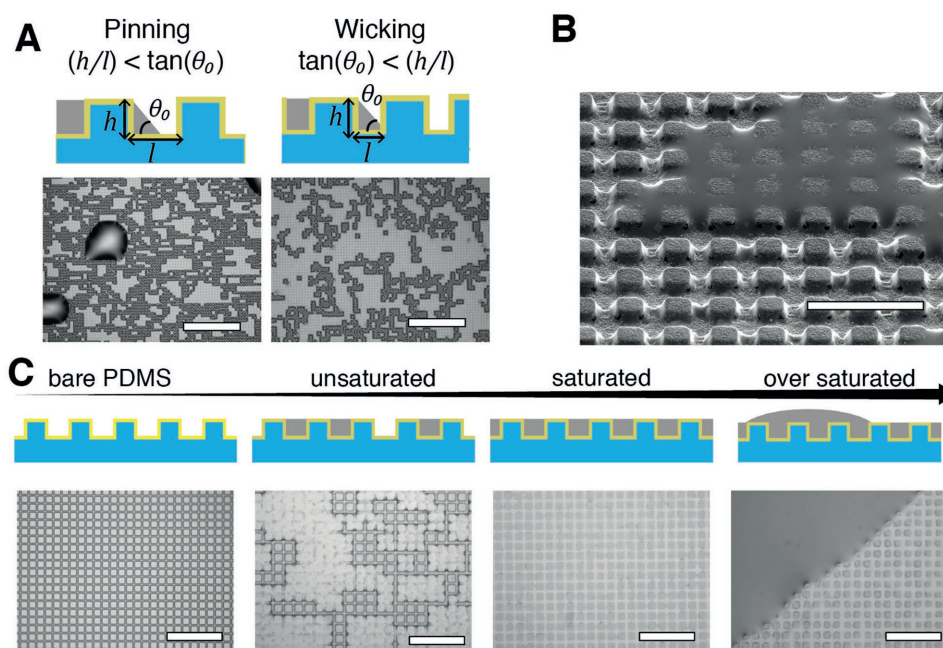 A
Pinning
(h/l) < tan(θₒ)
h
θₒ
l
Wicking
tan(θₒ) < (h/l)
h
θₒ
l
B
C
bare PDMS
unsaturated
saturated
over saturated